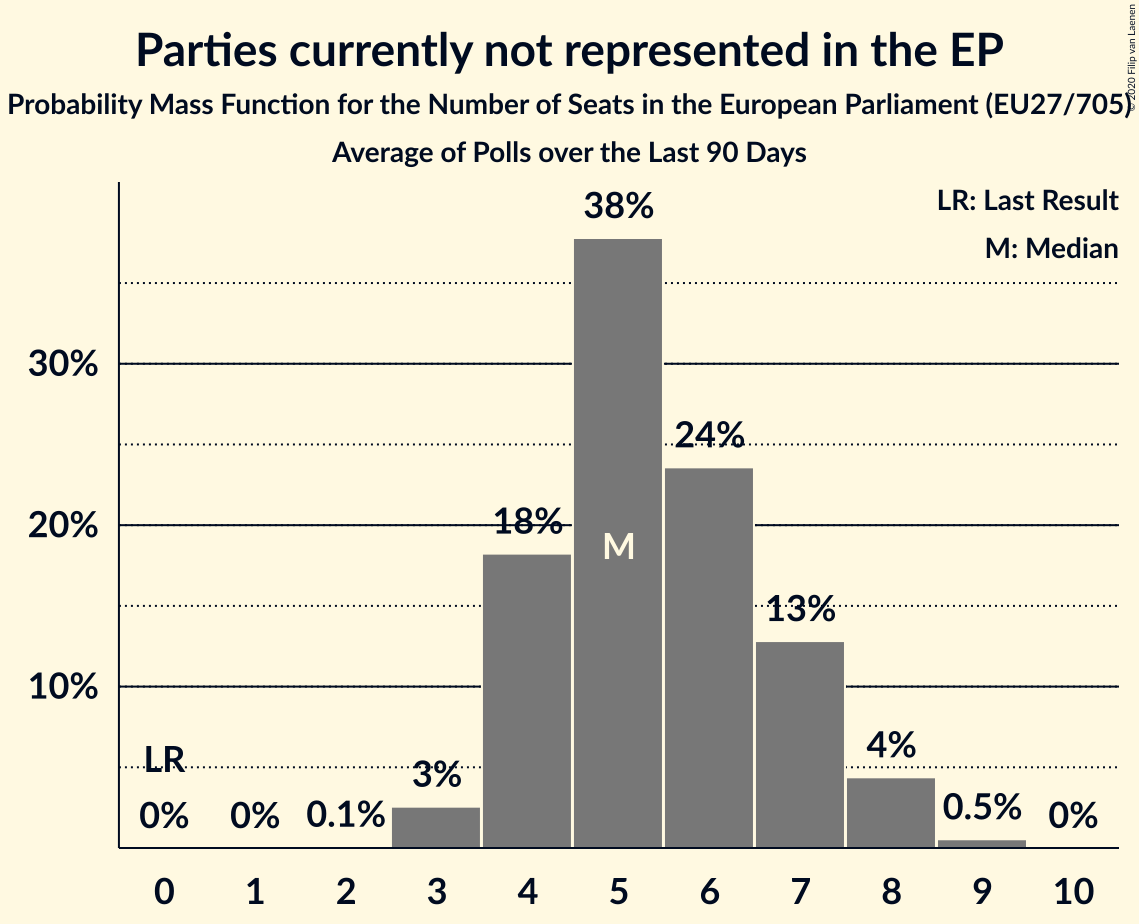 Parties currently not represented in the EP
Probability Mass Function for the Number of Seats in the European Parliament (EU27/705)
Average of Polls over the Last 90 Days
© 2020 Filip van Laenen
LR: Last Result
M: Median
38%
30%
24%
20%
18%
M
13%
10%
LR
3%
4%
0%
0%
0.1%
0.5%
0%
0 1 2 3 4 5 6 7 8 9 10